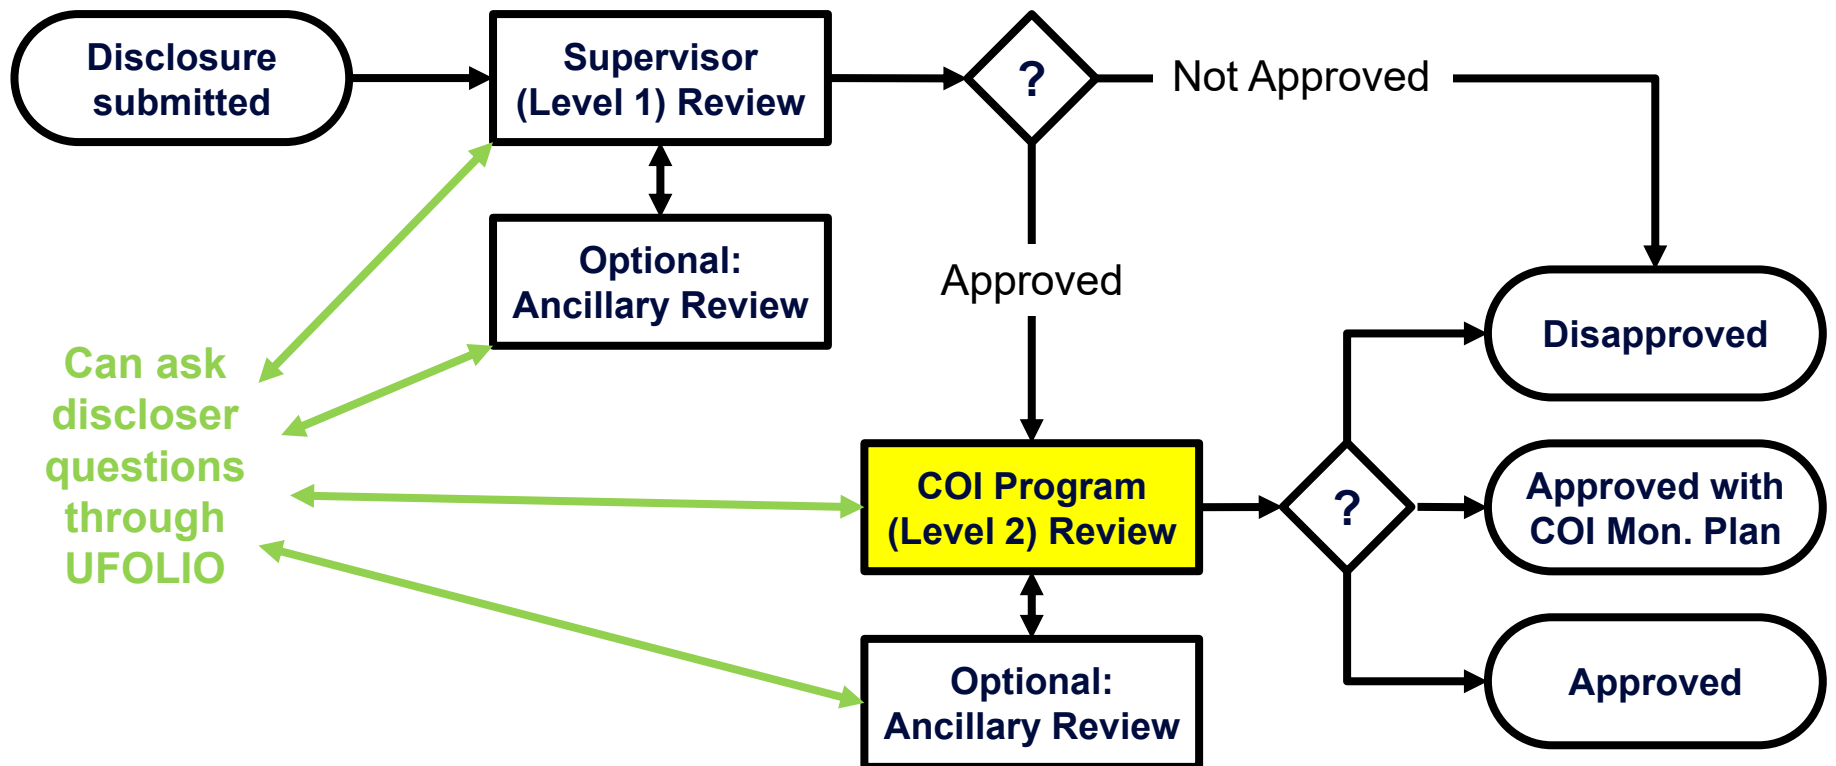 Disclosure
submitted
Supervisor
(Level 1) Review
?
Not Approved
Optional:
Ancillary Review
Approved
Disapproved
Can ask
discloser
questions
through
UFOLIO
COI Program
(Level 2) Review
?
Approved with
COI Mon. Plan
Optional:
Ancillary Review
Approved